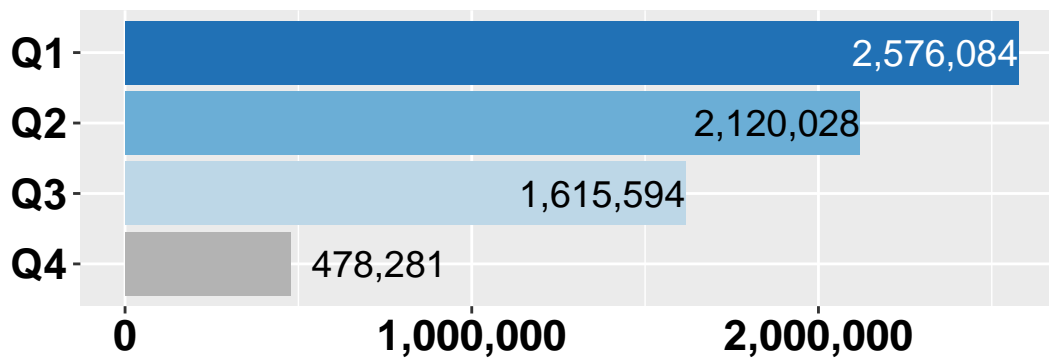 Q1 2,576,084
Q2 2,120,028
Q3 1,615,594
Q4 478,281
0 1,000,000 2,000,000